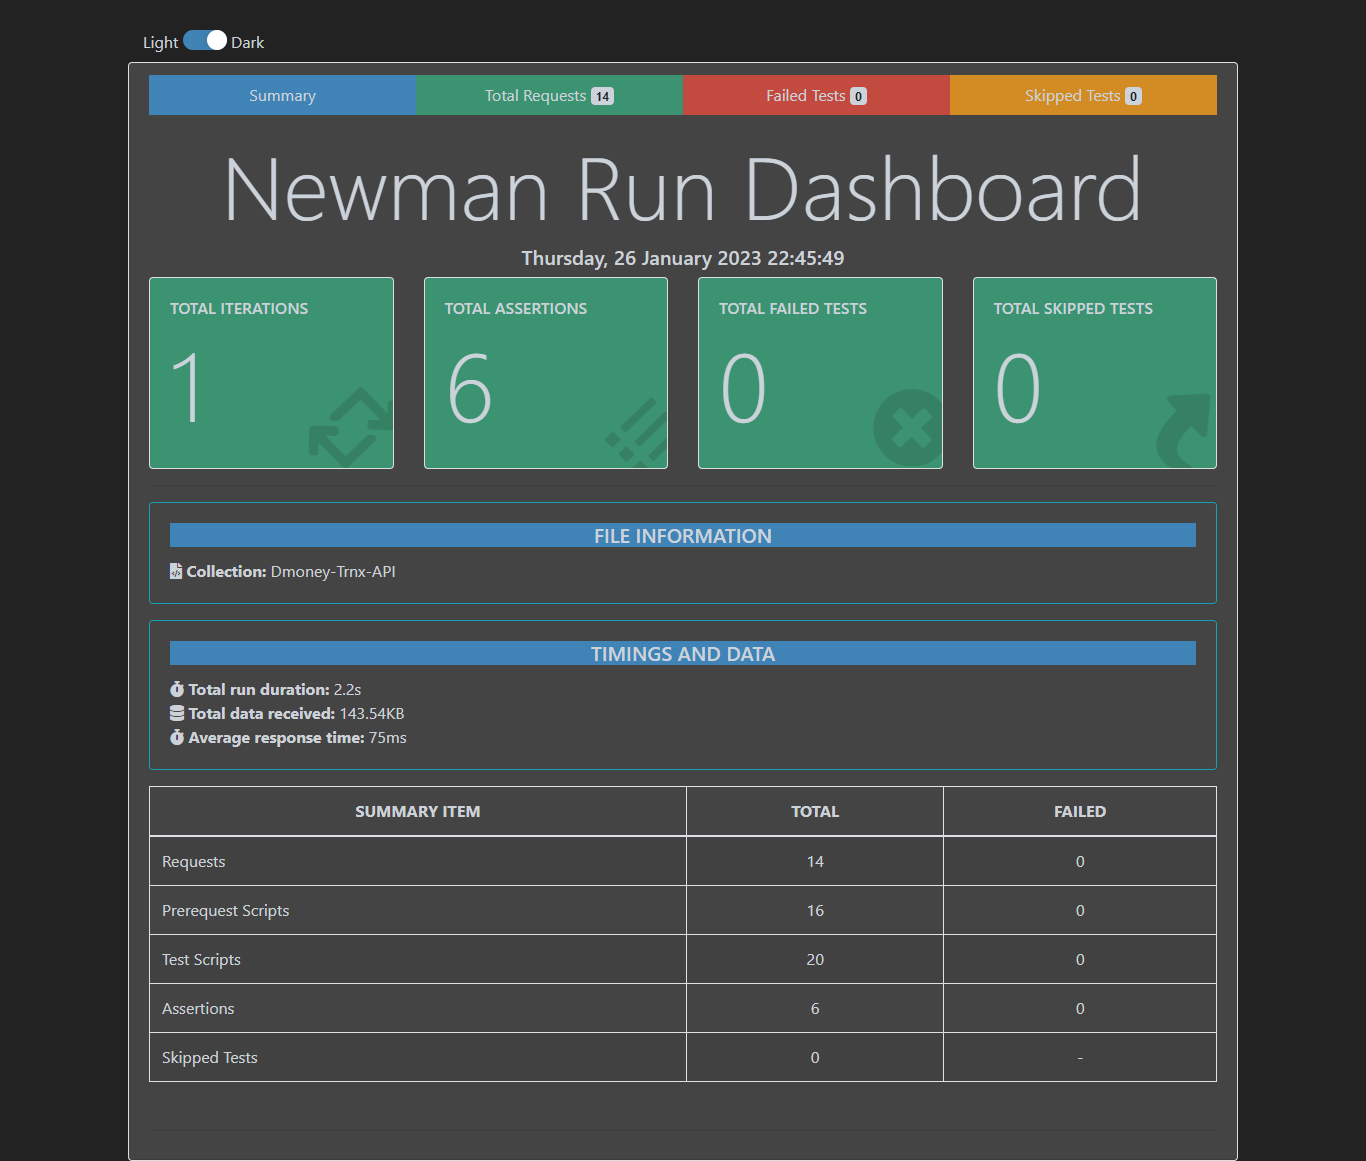 Light Dark
Summary Total Requests 14 Failed Tests 0 Skipped Tests 0
Newman Run Dashboard
Thursday, 26 January 2023 22:45:49
TOTAL ITERATIONS
1
TOTAL ASSERTIONS
6
TOTAL FAILED TESTS
0
TOTAL SKIPPED TESTS
0
FILE INFORMATION
Collection: Dmoney-Trnx-API
TIMINGS AND DATA
Total run duration: 2.2s
Total data received: 143.54KB
Average response time: 75ms
SUMMARY ITEM TOTAL FAILED
Requests 14 0
Prerequest Scripts 16 0
Test Scripts 20 0
Assertions 6 0
Skipped Tests 0 -